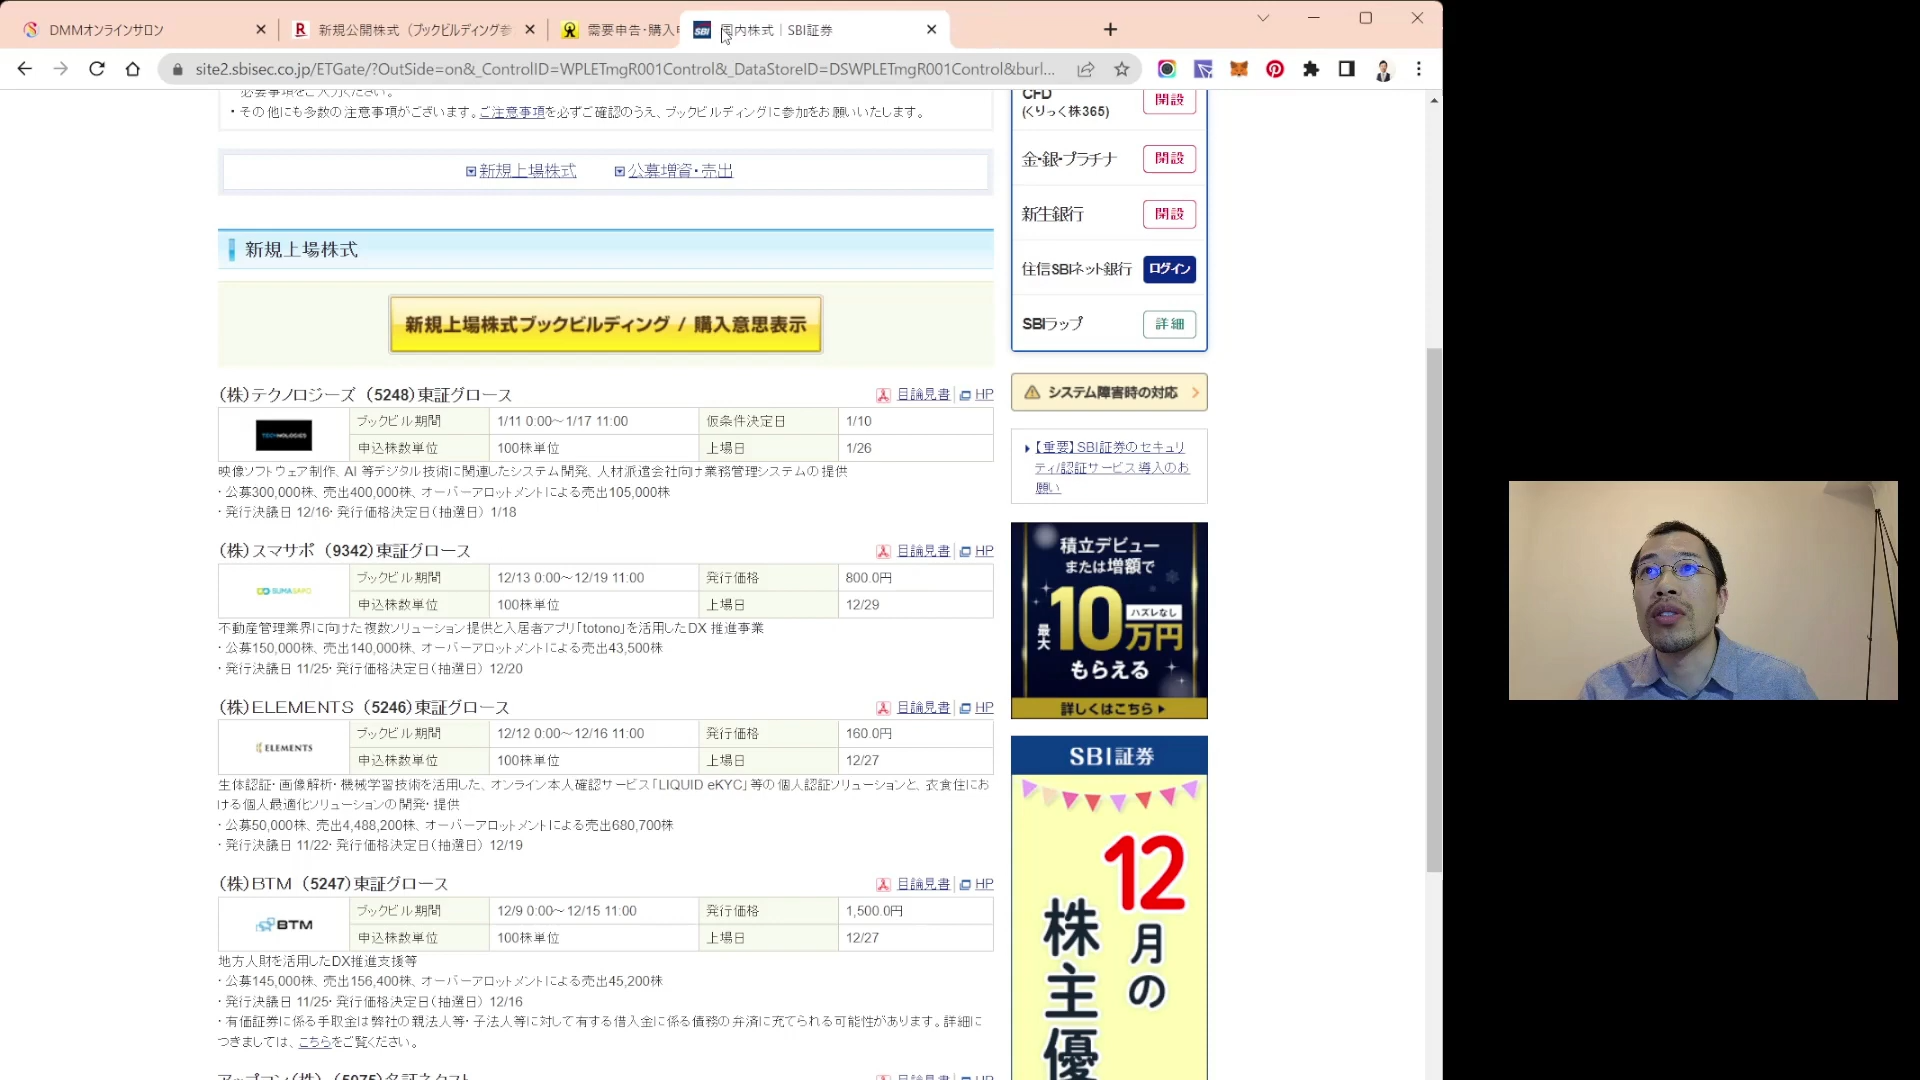 DMMオンラインサロン
新規公開株式（ブックビルディング参
需要申告・購入申
国内株式｜SBI証券
site2.sbisec.co.jp/ETGate/?OutSide=on&_ControlID=WPLETmgR001Control&_DataStoreID=DSWPLETmgR001Control&burl...
必要事項をご入力ください。
・その他にも多数の注意事項がございます。ご注意事項を必ずご確認のうえ、ブックビルディングに参加をお願いいたします。
新規上場株式 公募増資・売出
新規上場株式
新規上場株式ブックビルディング / 購入意思表示
（株）テクノロジーズ （5248）東証グロース 目論見書 HP
TECHNOLOGIES
ブックビル期間 1/11 0:00～1/17 11:00 仮条件決定日 1/10
申込株数単位 100株単位 上場日 1/26
映像ソフトウェア制作、AI 等デジタル技術に関連したシステム開発、人材派遣会社向け業務管理システムの提供
・公募300,000株、売出400,000株、オーバーアロットメントによる売出105,000株
・発行決議日 12/16・発行価格決定日（抽選日） 1/18
（株）スマサポ （9342）東証グロース 目論見書 HP
SUMASAPO
ブックビル期間 12/13 0:00～12/19 11:00 発行価格 800.0円
申込株数単位 100株単位 上場日 12/29
不動産管理業界に向けた複数ソリューション提供と入居者アプリ「totono」を活用したDX 推進事業
・公募150,000株、売出140,000株、オーバーアロットメントによる売出43,500株
・発行決議日 11/25・発行価格決定日（抽選日） 12/20
（株）ELEMENTS （5246）東証グロース 目論見書 HP
ELEMENTS
ブックビル期間 12/12 0:00～12/16 11:00 発行価格 160.0円
申込株数単位 100株単位 上場日 12/27
生体認証・画像解析・機械学習技術を活用した、オンライン本人確認サービス「LIQUID eKYC」等の個人認証ソリューションと、衣食住にお
ける個人最適化ソリューションの開発・提供
・公募50,000株、売出4,488,200株、オーバーアロットメントによる売出680,700株
・発行決議日 11/22・発行価格決定日（抽選日） 12/19
（株）BTM （5247）東証グロース 目論見書 HP
BTM
ブックビル期間 12/9 0:00～12/15 11:00 発行価格 1,500.0円
申込株数単位 100株単位 上場日 12/27
地方人財を活用したDX推進支援等
・公募145,000株、売出156,400株、オーバーアロットメントによる売出45,200株
・発行決議日 11/25・発行価格決定日（抽選日） 12/16
・有価証券に係る手取金は弊社の親法人等・子法人等に対して有する借入金に係る債務の弁済に充てられる可能性があります。詳細に
つきましては、こちらをご覧ください。
アップコン（株） （5075）名証ネクスト 目論見書 HP
CFD 開設
（くりっく株365）
金・銀・プラチナ 開設
新生銀行 開設
住信SBIネット銀行 ログイン
SBIラップ 詳細
システム障害時の対応
【重要】SBI証券のセキュリ
ティ/認証サービス導入のお
願い
積立デビュー
または増額で
ハズレなし
最大10万円
もらえる
詳しくはこちら
SBI証券
12月の
株主優